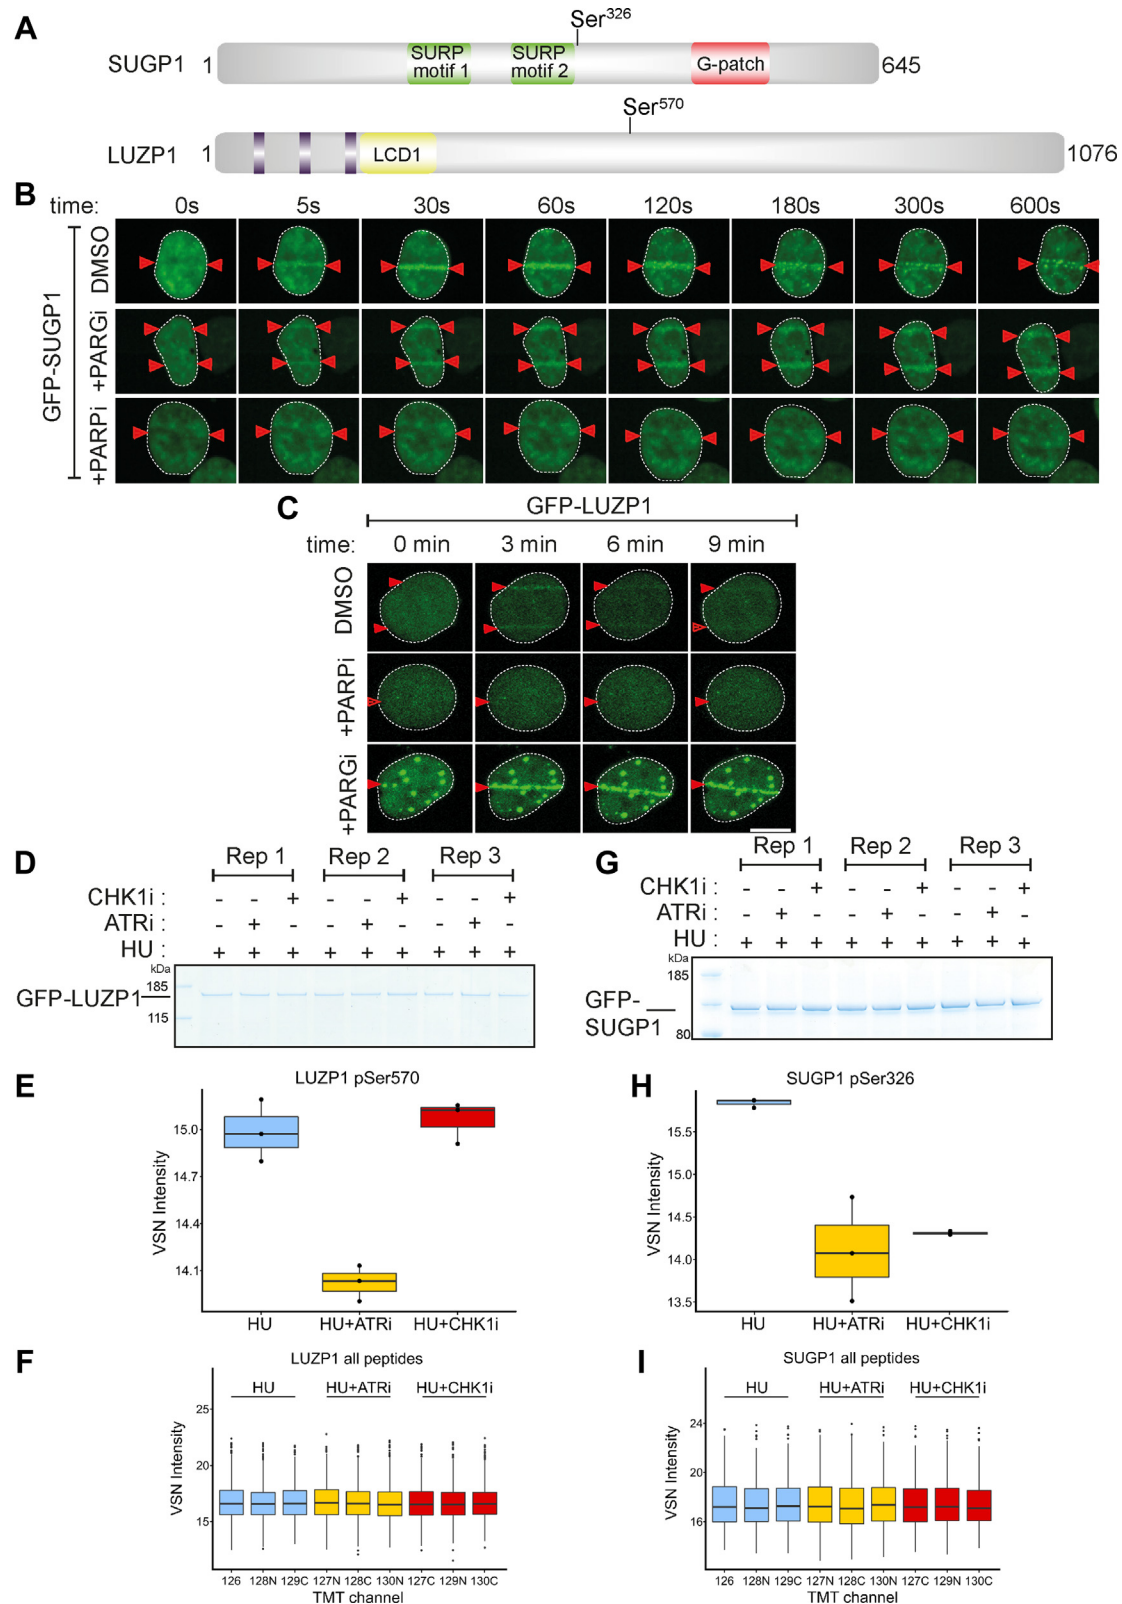 A
Ser326
SUGP1 1 SURP motif 1 SURP motif 2 G-patch 645
Ser570
LUZP1 1 LCD1 1076
B
time: 0s 5s 30s 60s 120s 180s 300s 600s
GFP-SUGP1
DMSO
+PARGi
+PARPi
C
GFP-LUZP1
time: 0 min 3 min 6 min 9 min
DMSO
+PARPi
+PARGi
D
Rep 1 Rep 2 Rep 3
CHK1i : - - + - - + - - +
ATRi : - + - - + - - + -
HU : + + + + + + + + +
kDa
185
GFP-LUZP1
115
G
Rep 1 Rep 2 Rep 3
CHK1i : - - + - - + - - +
ATRi : - + - - + - - + -
HU : + + + + + + + + +
kDa
185
GFP-
SUGP1
80
E
LUZP1 pSer570
VSN Intensity
15.0
14.7
14.4
14.1
HU HU+ATRi HU+CHK1i
H
SUGP1 pSer326
VSN Intensity
15.5
15.0
14.5
14.0
13.5
HU HU+ATRi HU+CHK1i
F
LUZP1 all peptides
HU HU+ATRi HU+CHK1i
VSN Intensity
25
20
15
126 128N 129C 127N 128C 130N 127C 129N 130C
TMT channel
I
SUGP1 all peptides
HU HU+ATRi HU+CHK1i
VSN Intensity
24
20
16
126 128N 129C 127N 128C 130N 127C 129N 130C
TMT channel